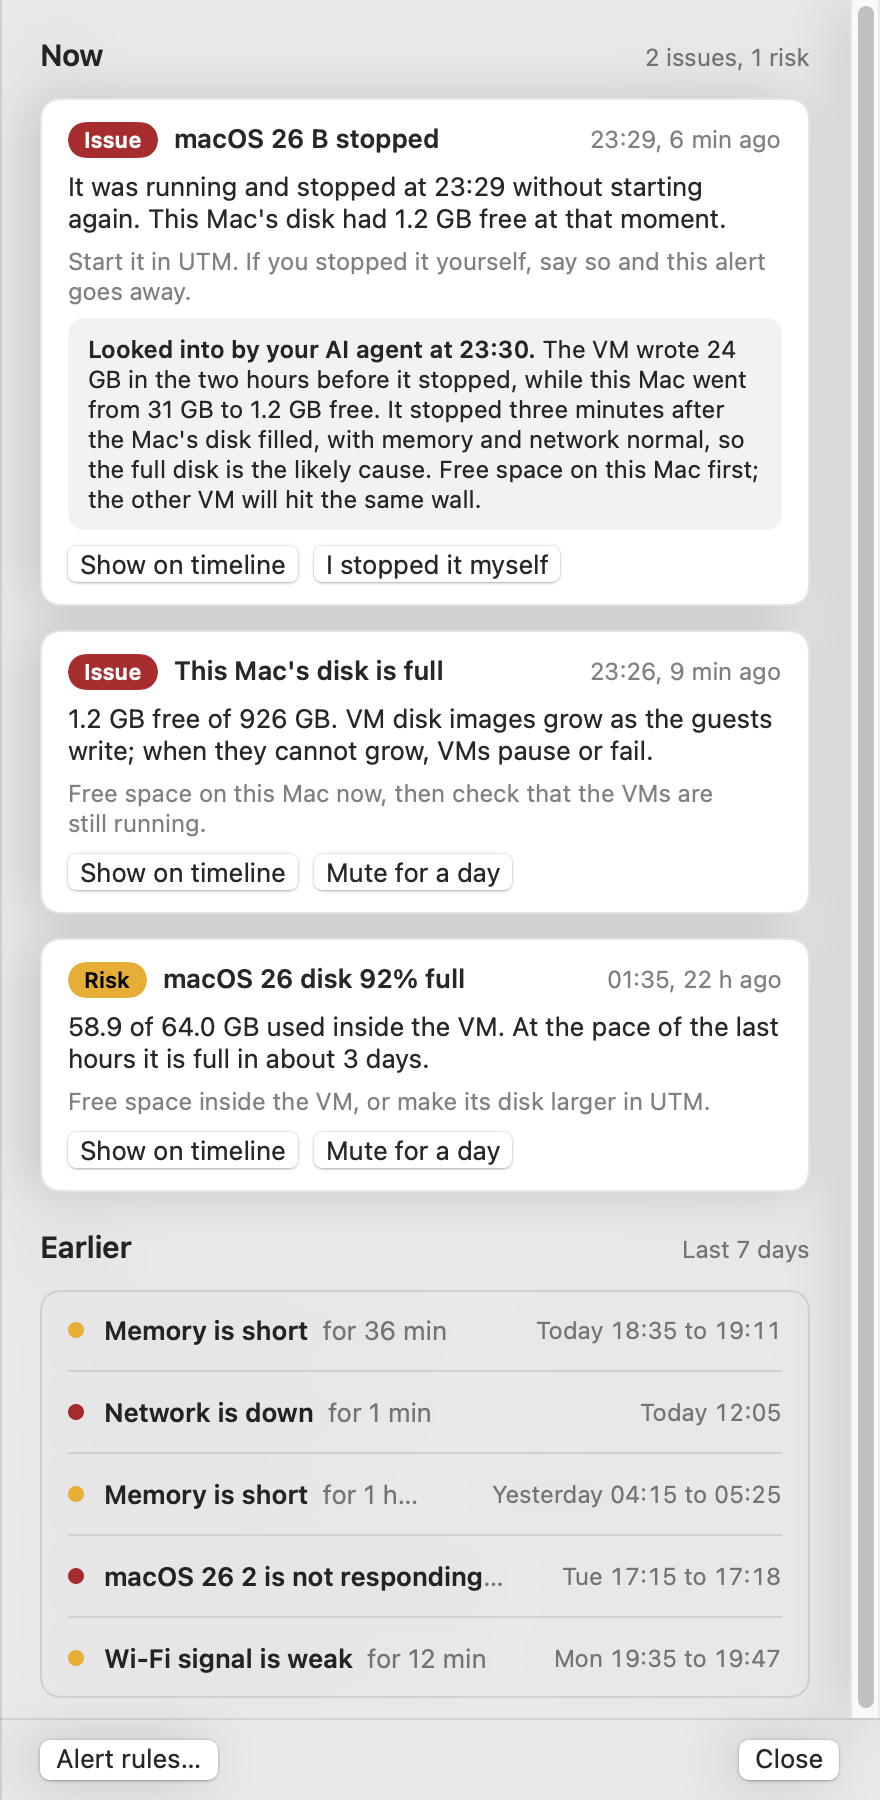 Now
2 issues, 1 risk
Issue
macOS 26 B stopped
23:29, 6 min ago
It was running and stopped at 23:29 without starting
again. This Mac's disk had 1.2 GB free at that moment.
Start it in UTM. If you stopped it yourself, say so and this alert
goes away.
Looked into by your AI agent at 23:30. The VM wrote 24
GB in the two hours before it stopped, while this Mac went
from 31 GB to 1.2 GB free. It stopped three minutes after
the Mac's disk filled, with memory and network normal, so
the full disk is the likely cause. Free space on this Mac first;
the other VM will hit the same wall.
Show on timeline
I stopped it myself
Issue
This Mac's disk is full
23:26, 9 min ago
1.2 GB free of 926 GB. VM disk images grow as the guests
write; when they cannot grow, VMs pause or fail.
Free space on this Mac now, then check that the VMs are
still running.
Show on timeline
Mute for a day
Risk
macOS 26 disk 92% full
01:35, 22 h ago
58.9 of 64.0 GB used inside the VM. At the pace of the last
hours it is full in about 3 days.
Free space inside the VM, or make its disk larger in UTM.
Show on timeline
Mute for a day
Earlier
Last 7 days
Memory is short for 36 min
Today 18:35 to 19:11
Network is down for 1 min
Today 12:05
Memory is short for 1 h...
Yesterday 04:15 to 05:25
macOS 26 2 is not responding...
Tue 17:15 to 17:18
Wi-Fi signal is weak for 12 min
Mon 19:35 to 19:47
Alert rules...
Close